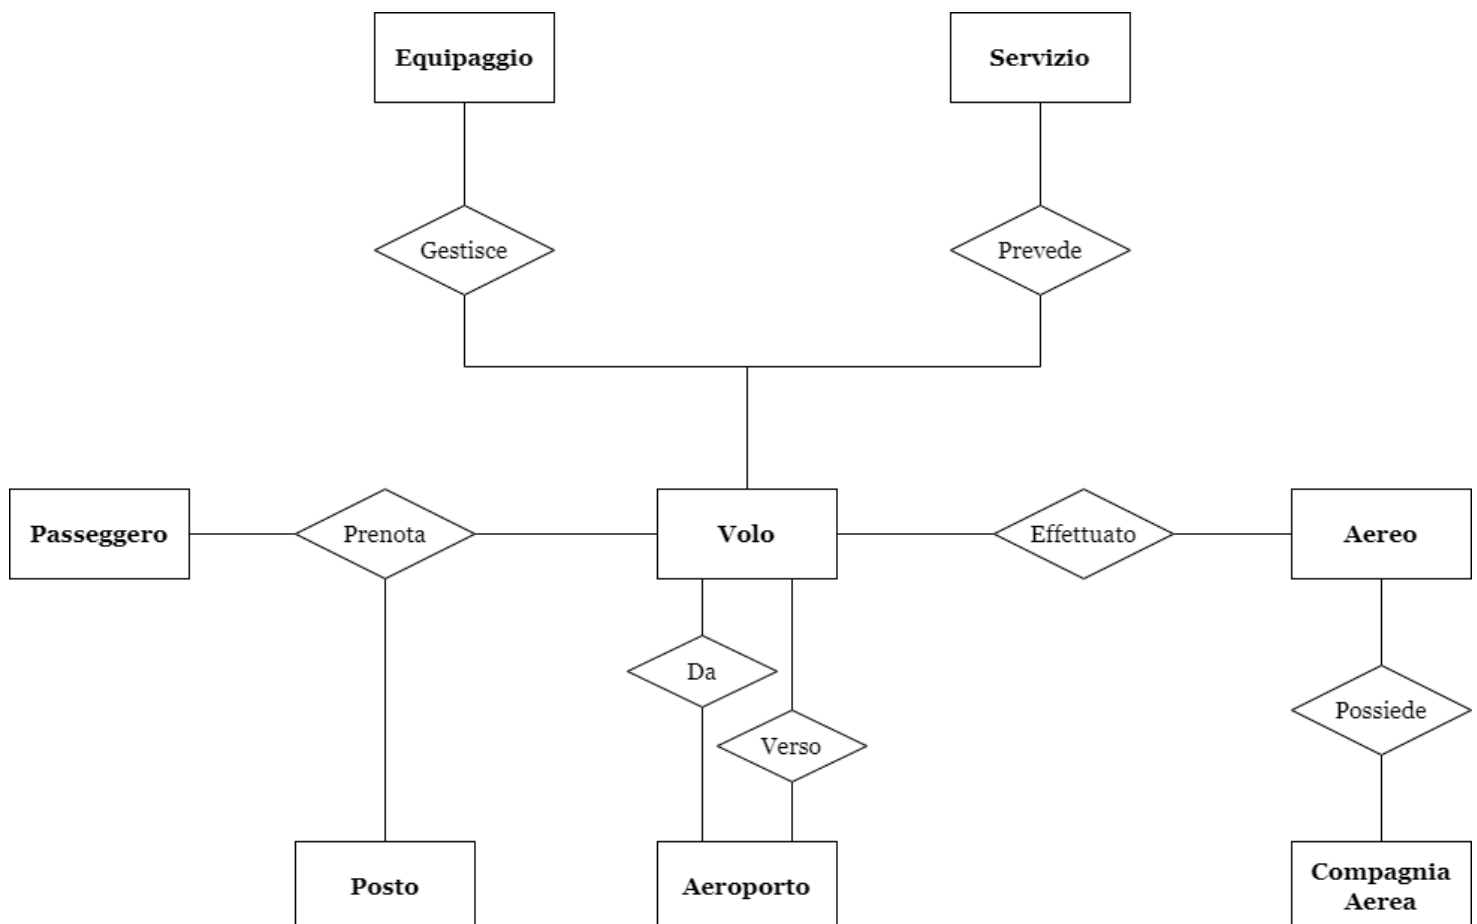 Equipaggio
Servizio
Gestisce
Prevede
Passeggero
Prenota
Volo
Effettuato
Aereo
Da
Possiede
Verso
Posto
Aeroporto
Compagnia
Aerea